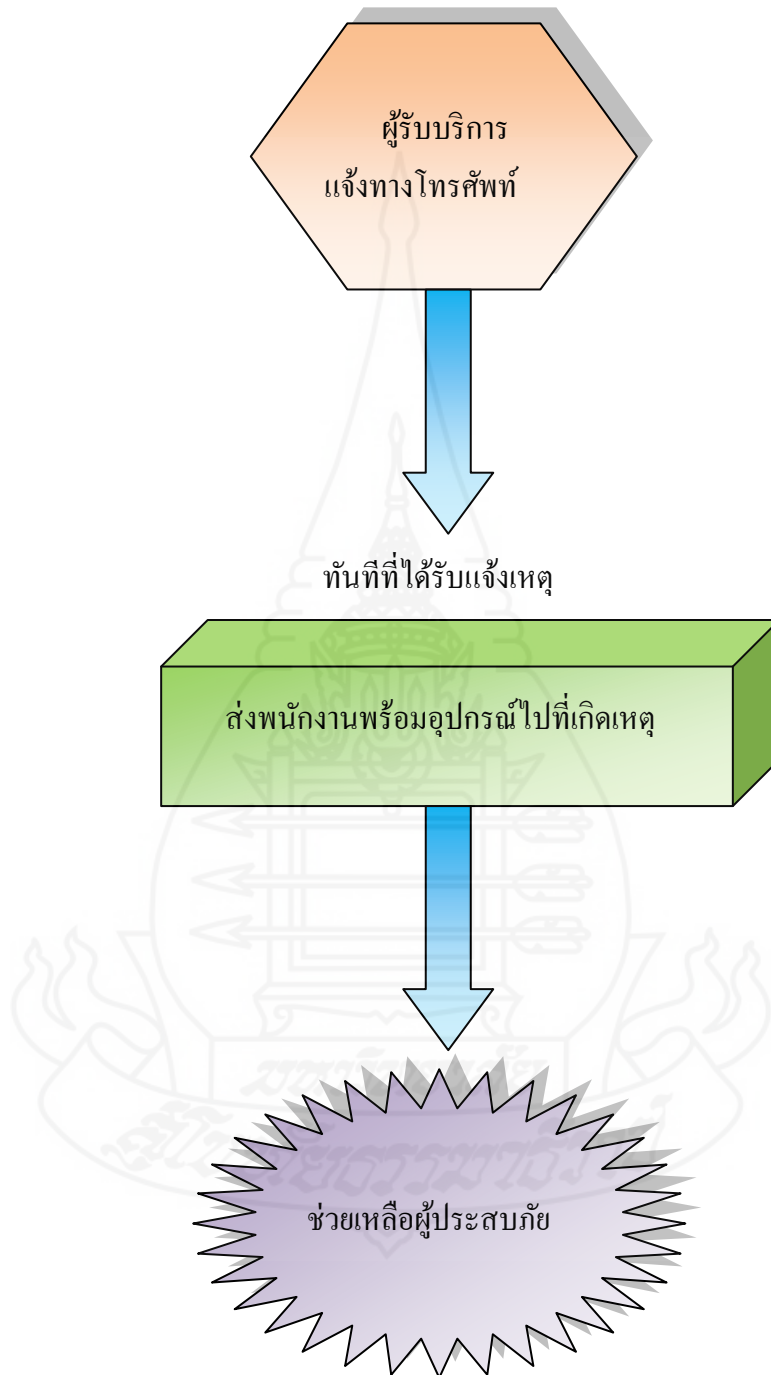 ผู้รับบริการ
แจ้งทางโทรศัพท์
ทันทีที่ได้รับแจ้งเหตุ
ส่งพนักงานพร้อมอุปกรณ์ไปที่เกิดเหตุ
ช่วยเหลือผู้ประสบภัย